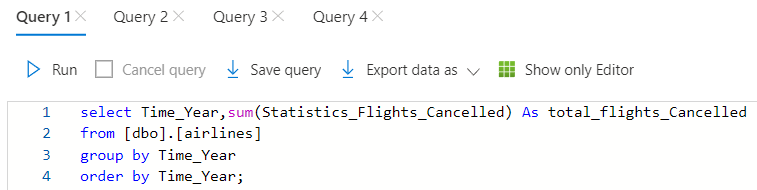 Query 1 Query 2 Query 3 Query 4
Run Cancel query Save query Export data as Show only Editor
1 select Time_Year,sum(Statistics_Flights_Cancelled) As total_flights_Cancelled
2 from [dbo].[airlines]
3 group by Time_Year
4 order by Time_Year;